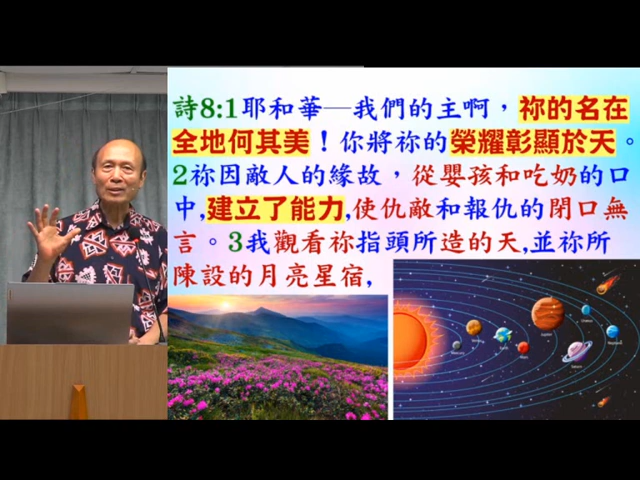 詩8:1耶和華─我們的主啊，祢的名在
全地何其美！你將祢的榮耀彰顯於天。
2祢因敵人的緣故，從嬰孩和吃奶的口
中,建立了能力,使仇敵和報仇的閉口無
言。3我觀看祢指頭所造的天,並祢所
陳設的月亮星宿,